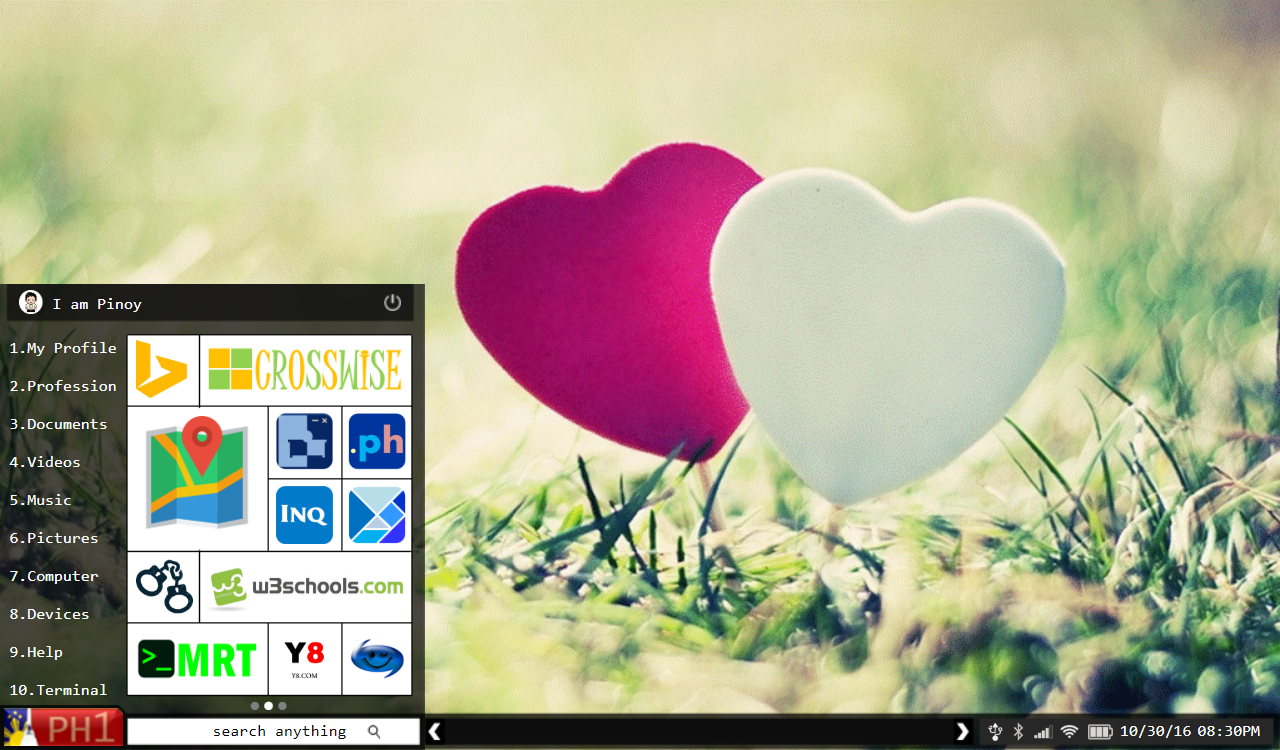 I am Pinoy
1.My Profile
2.Profession
3.Documents
4.Videos
5.Music
6.Pictures
7.Computer
8.Devices
9.Help
10.Terminal
CROSSWISE
.ph
INQ
w3 w3schools.com
>_MRT
Y8
Y8.COM
PH1
search anything
10/30/16 08:30PM